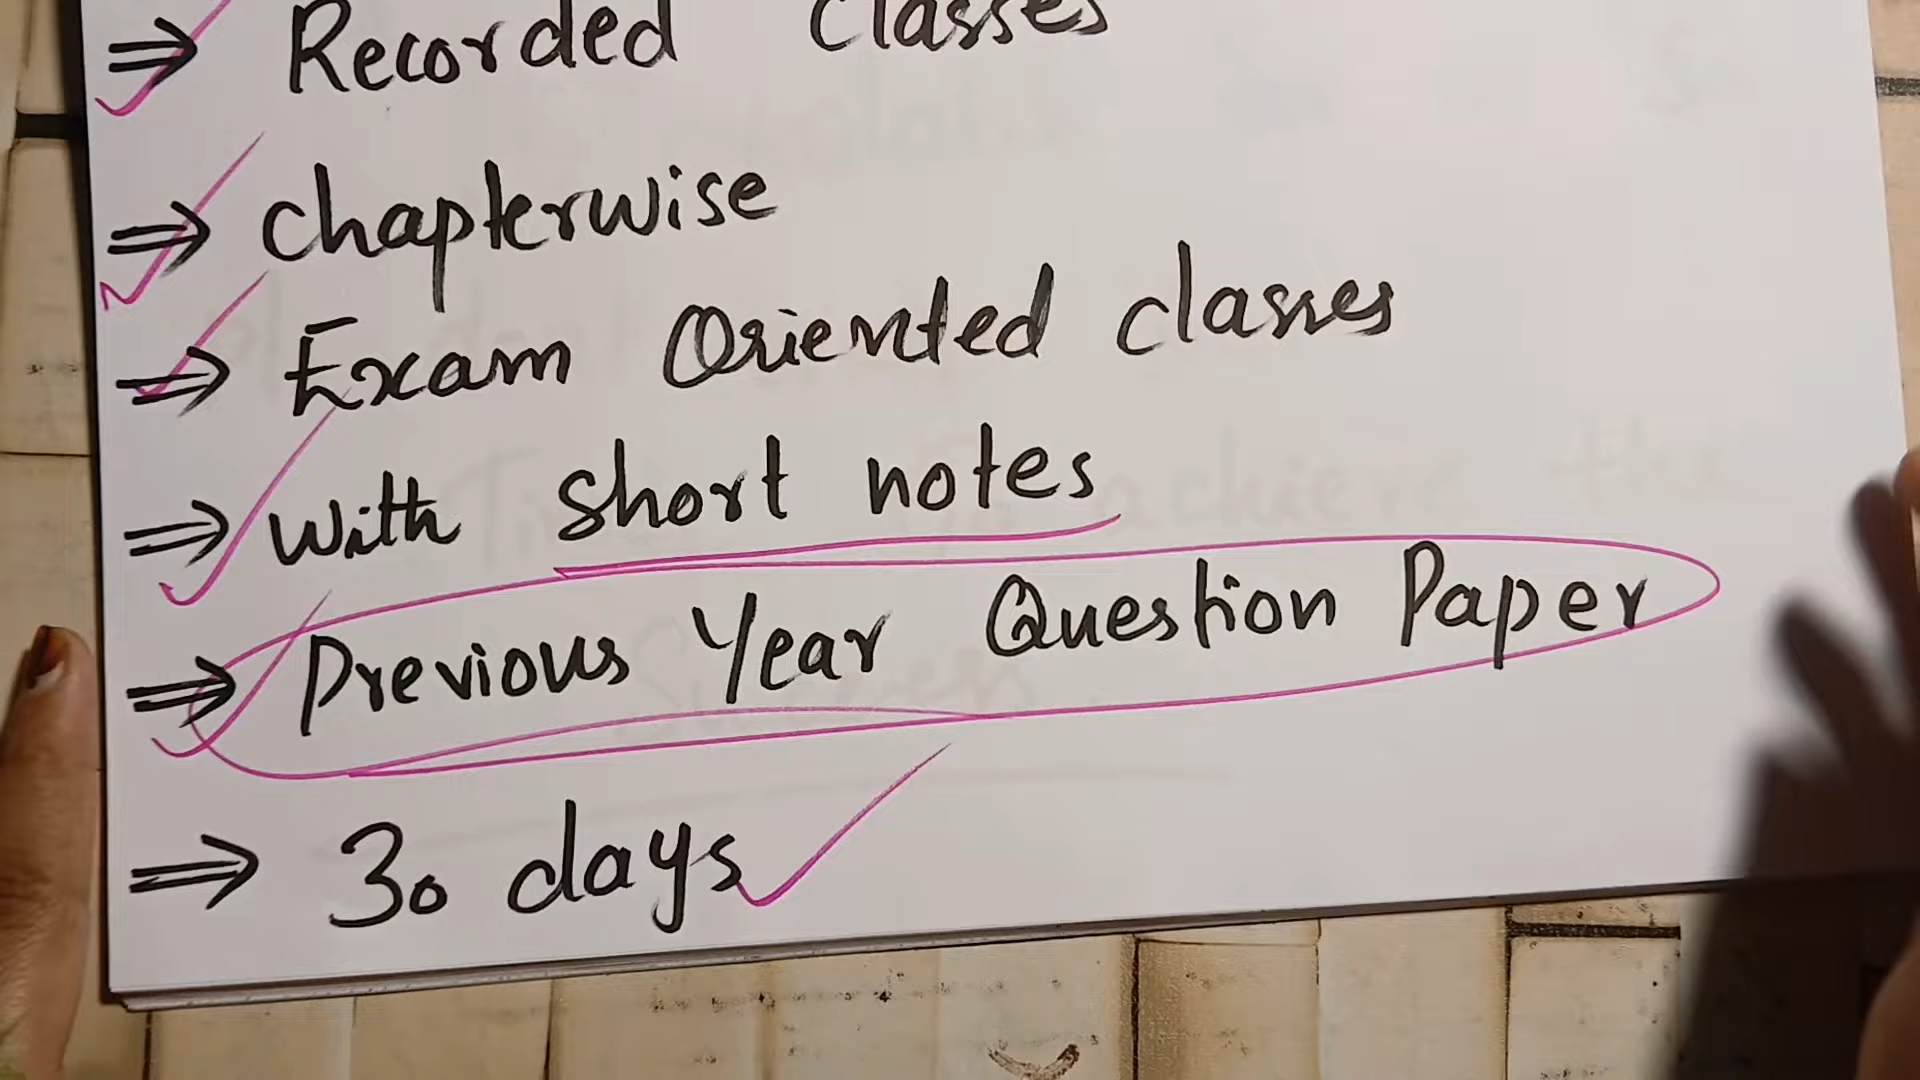 ⇒ Recorded Classes
⇒ Chapterwise
⇒ Exam Oriented classes
⇒ With short notes
⇒ Previous Year Question Paper
⇒ 30 days